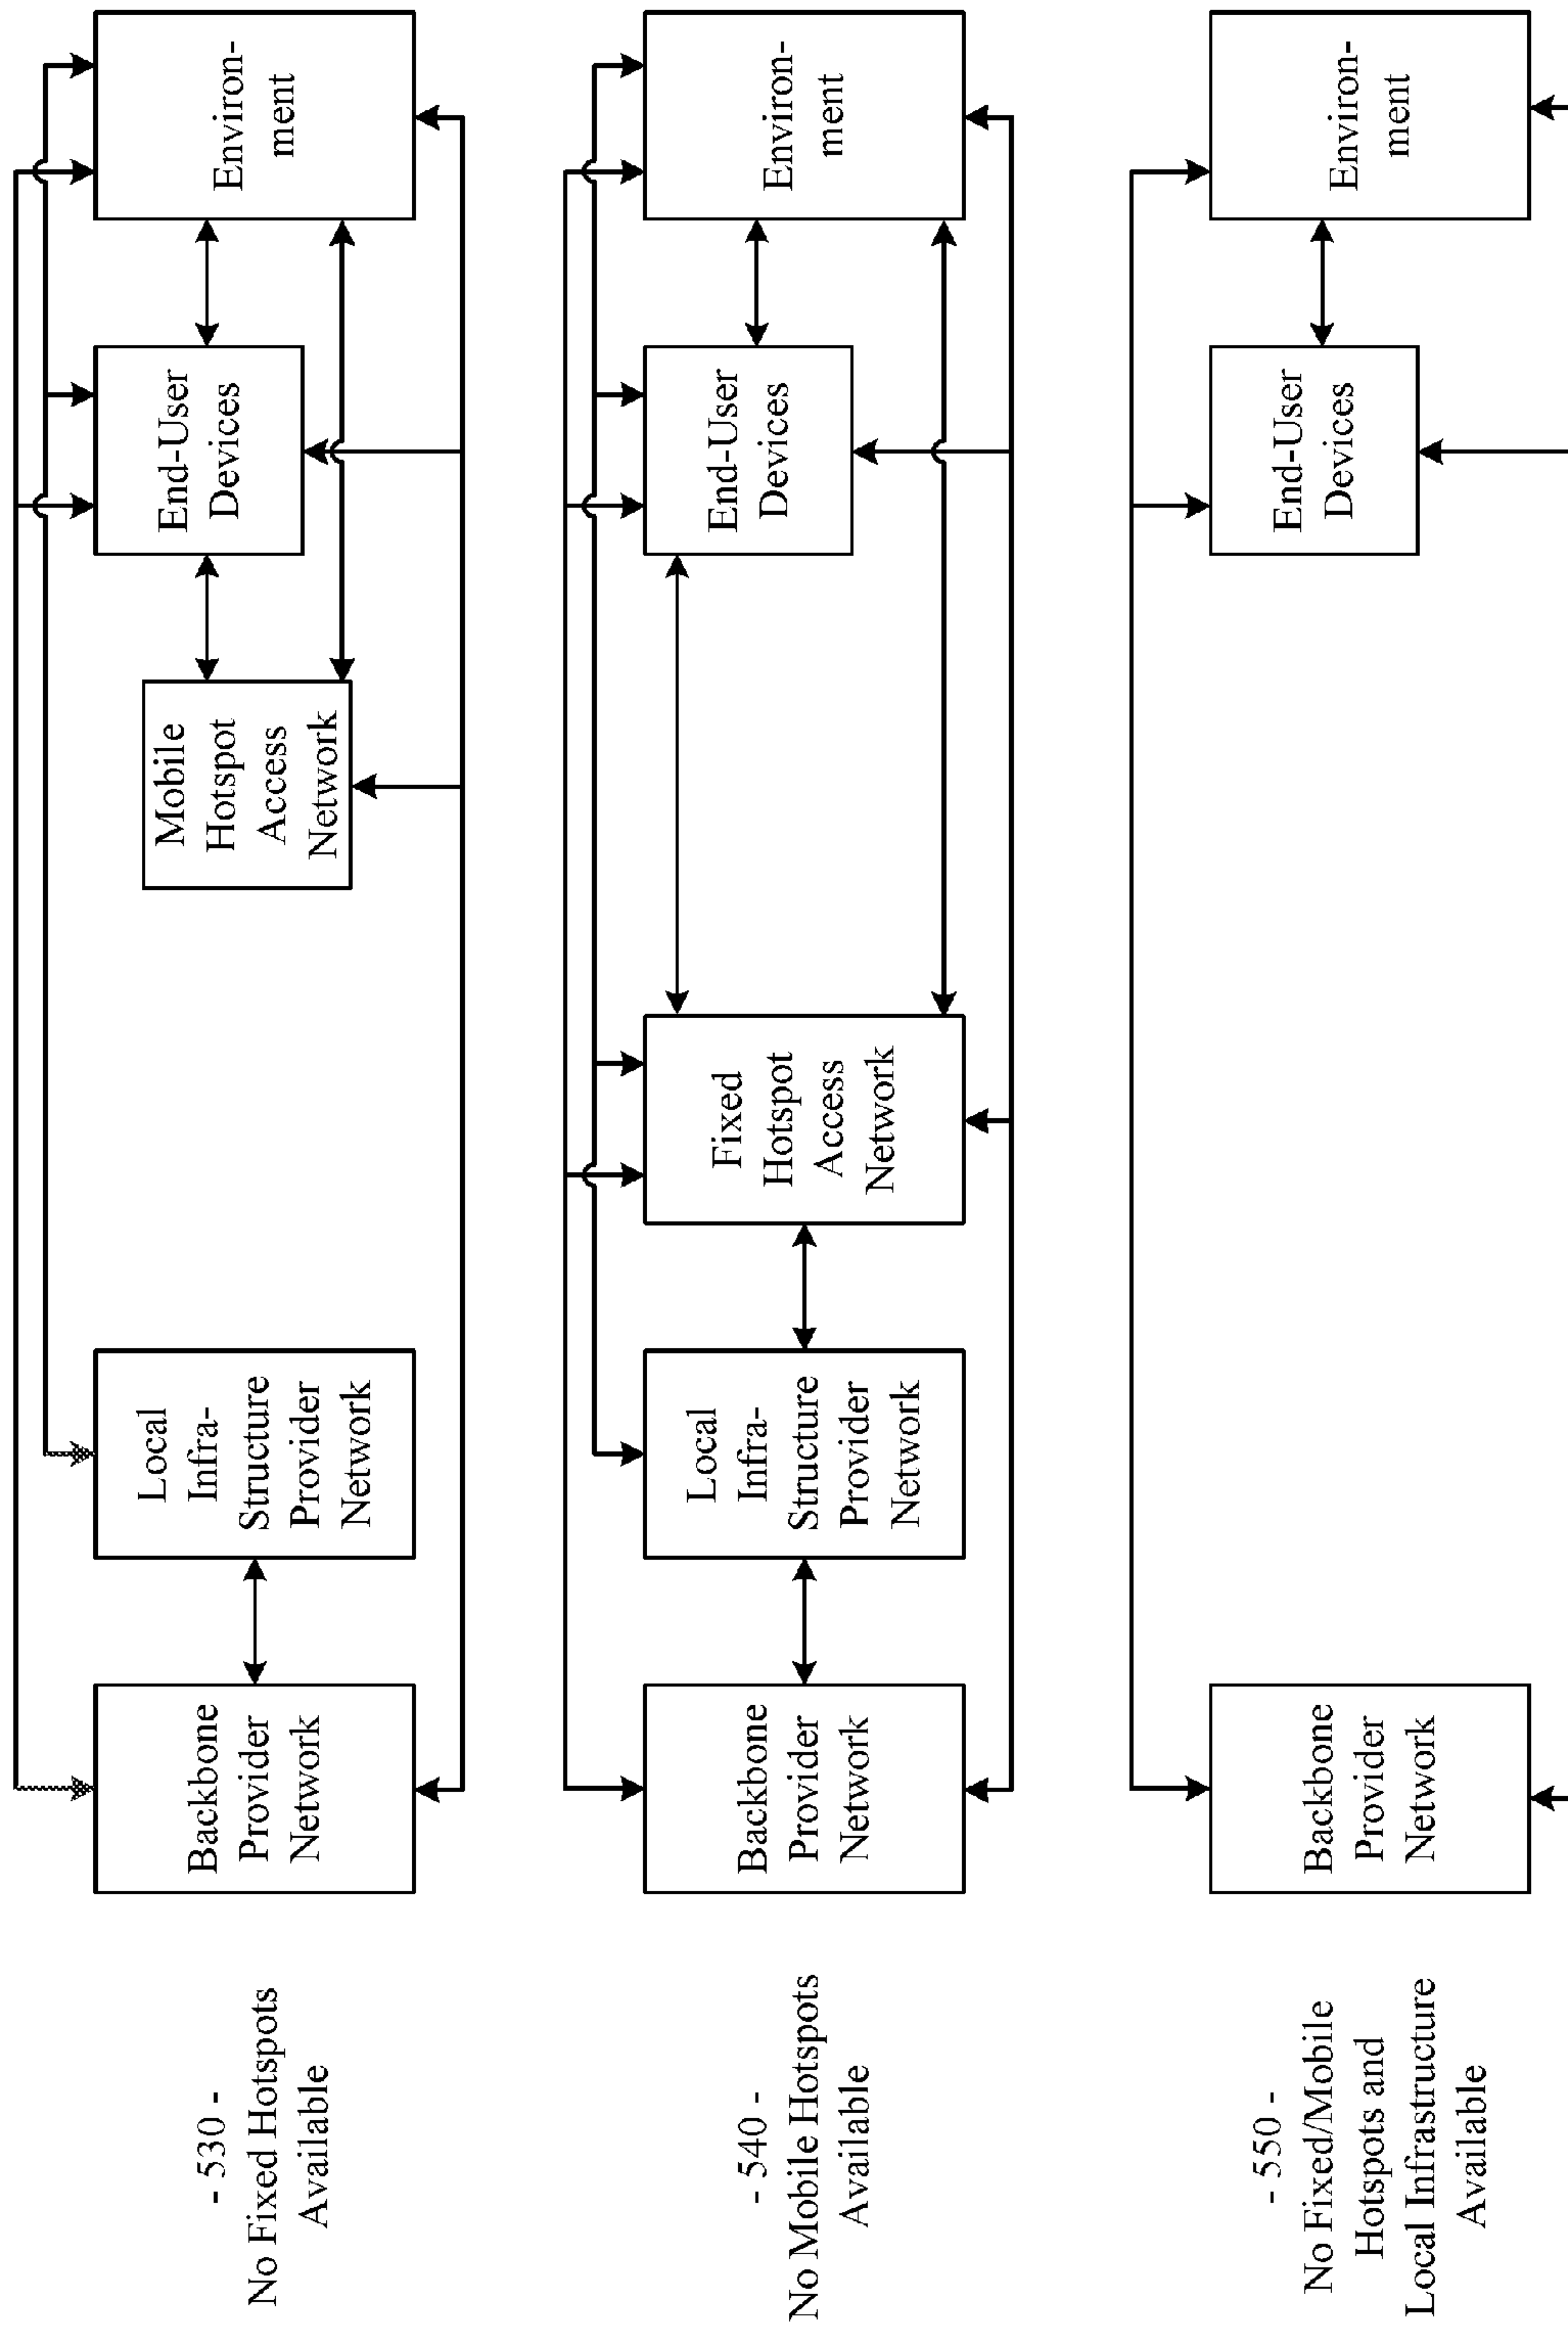 - 530 -
No Fixed Hotspots
Available
Backbone
Provider
Network
Local
Infra-
Structure
Provider
Network
Mobile
Hotspot
Access
Network
End-User
Devices
Environ-
ment
- 540 -
No Mobile Hotspots
Available
Backbone
Provider
Network
Local
Infra-
Structure
Provider
Network
Fixed
Hotspot
Access
Network
End-User
Devices
Environ-
ment
- 550 -
No Fixed/Mobile
Hotspots and
Local Infrastructure
Available
Backbone
Provider
Network
End-User
Devices
Environ-
ment